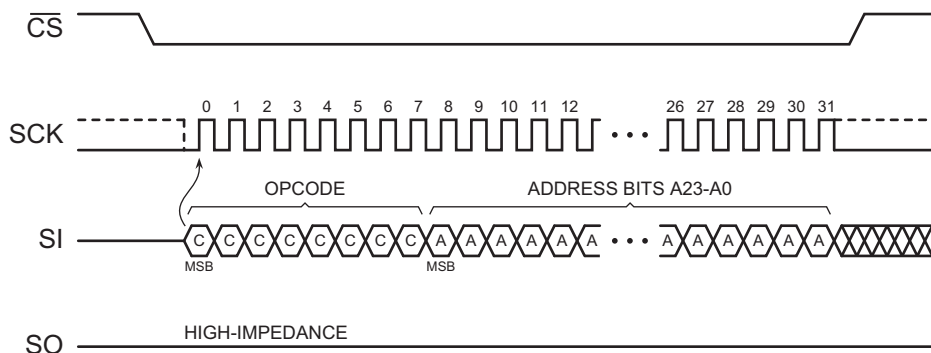 CS
SCK
0 1 2 3 4 5 6 7 8 9 10 11 12 26 27 28 29 30 31
OPCODE ADDRESS BITS A23-A0
SI
C C C C C C C C A A A A A A A A A A A A
MSB MSB
HIGH-IMPEDANCE
SO